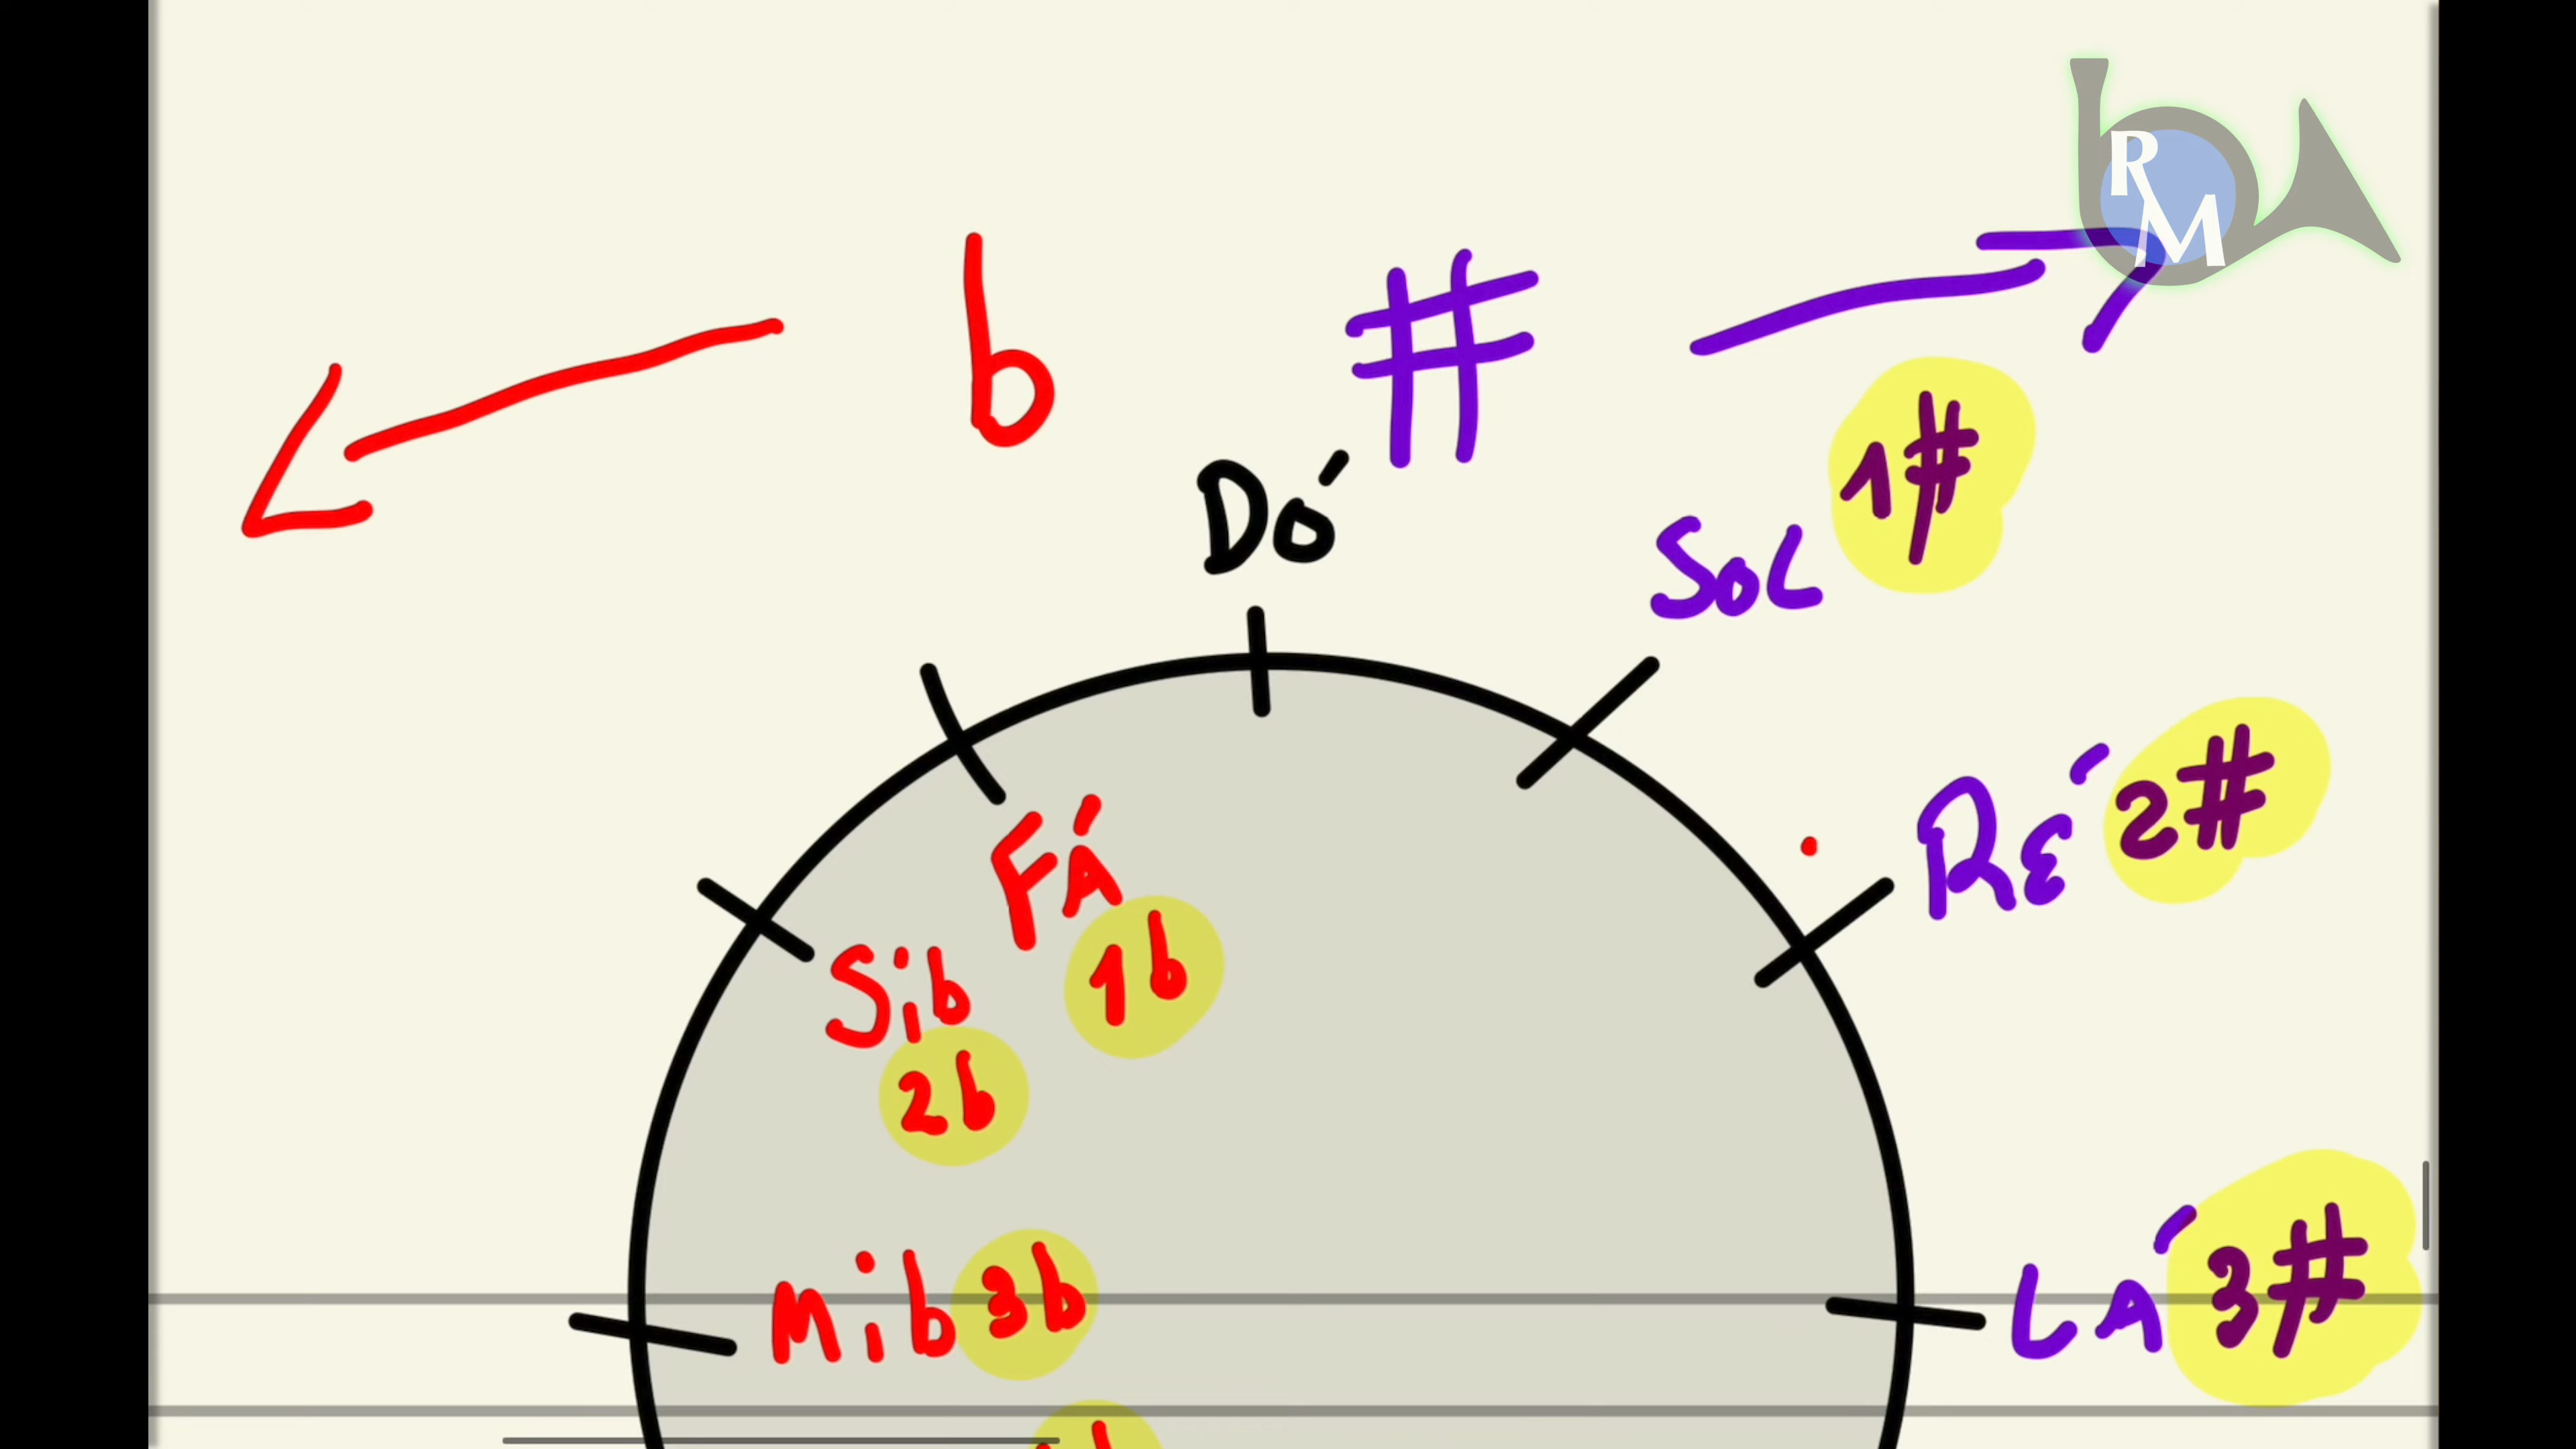 RM
b #
Dó
SoL 1#
RÉ 2#
FÁ
1b
Sib
2b
LÁ 3#
Mib 3b